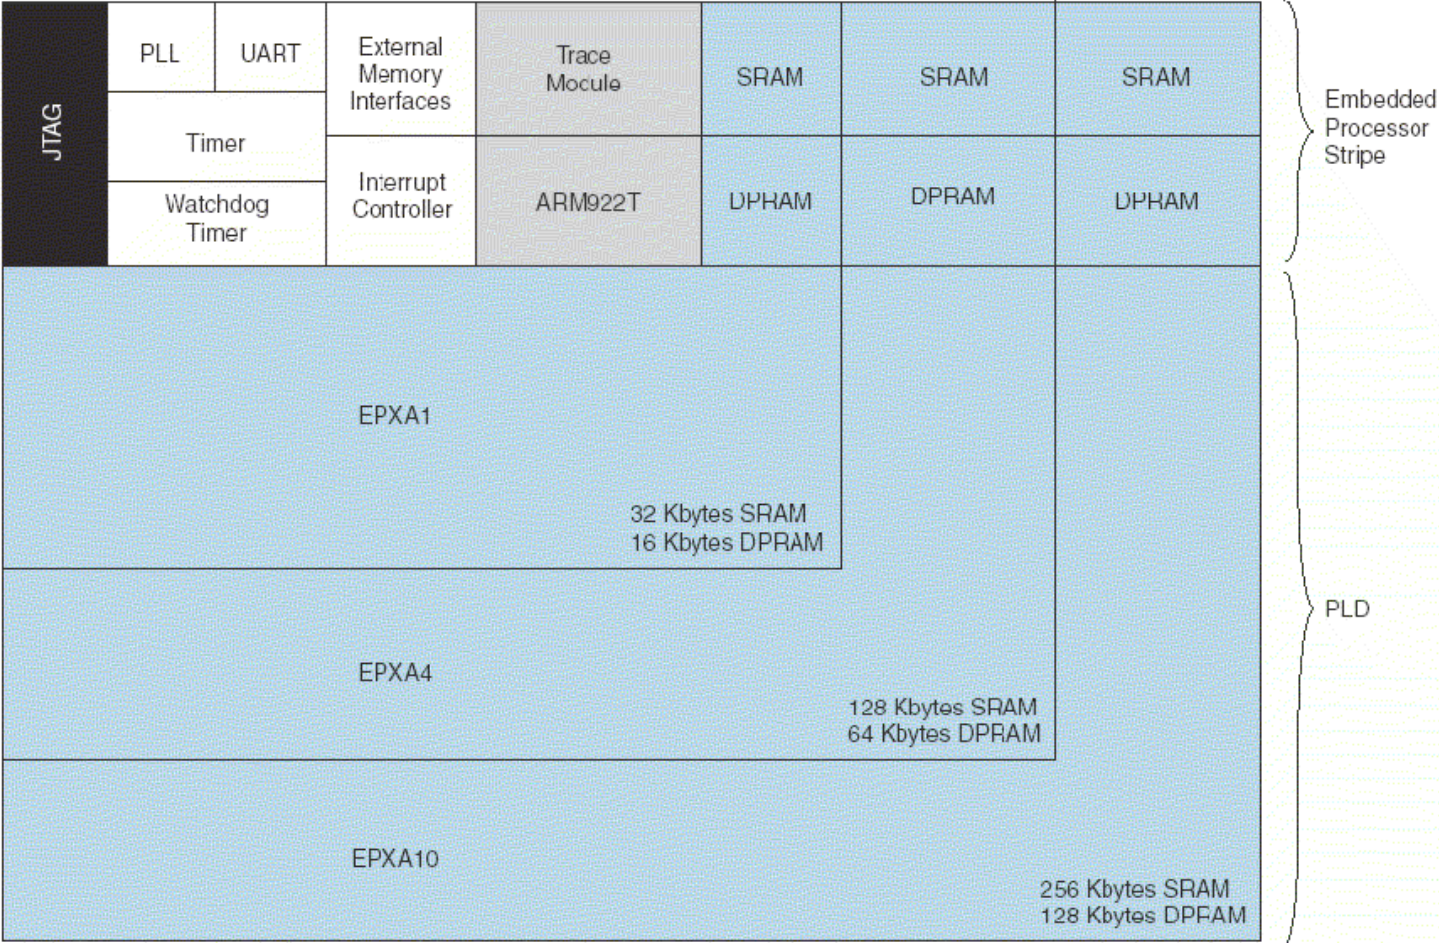 JTAG
PLL
UART
Timer
Watchdog
Timer
External
Memory
Interfaces
Interrupt
Controller
Trace
Mocule
ARM922T
SRAM
SRAM
SRAM
DPRAM
DPRAM
DPRAM
Embedded
Processor
Stripe
EPXA1
32 Kbytes SRAM
16 Kbytes DPRAM
EPXA4
128 Kbytes SRAM
64 Kbytes DPRAM
EPXA10
256 Kbytes SRAM
128 Kbytes DPRAM
PLD